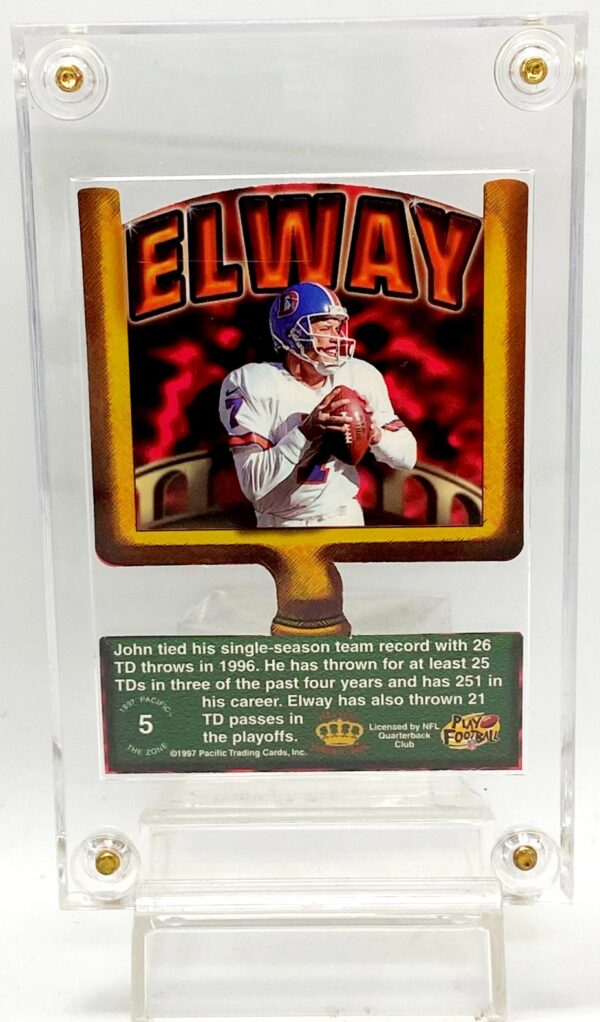 ELWAY
7
7
John tied his single-season team record with 26
TD throws in 1996. He has thrown for at least 25
TDs in three of the past four years and has 251 in
his career. Elway has also thrown 21
TD passes in
the playoffs.
1997 PACIFIC™
5
THE ZONE
Licensed by NFL
Quarterback
Club
PLAY
FOOTBALL
©1997 Pacific Trading Cards, Inc.